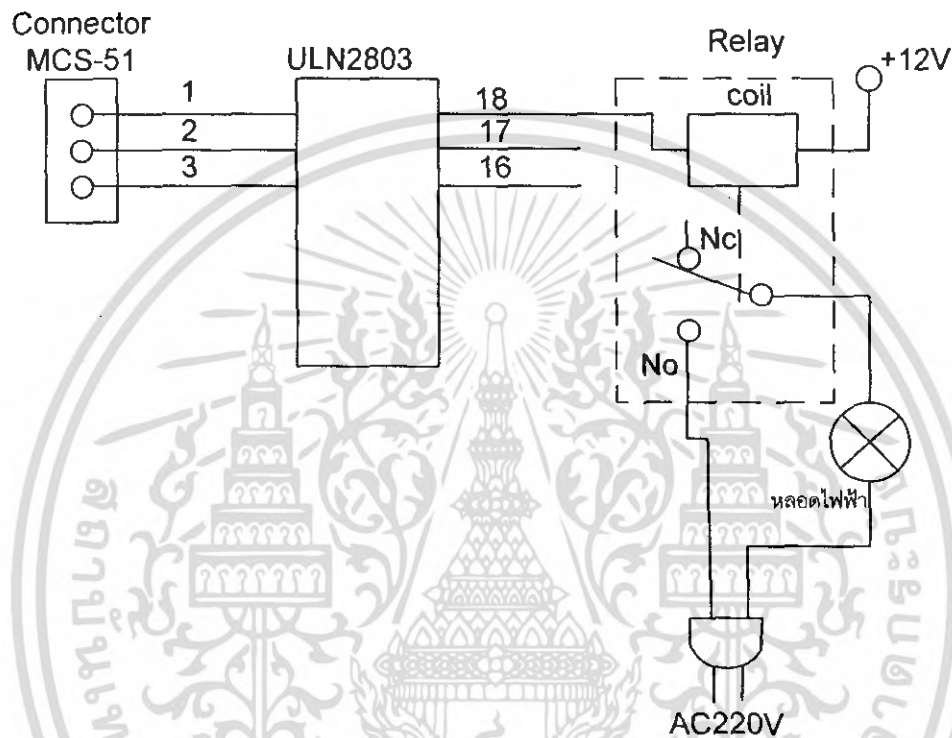 Connector
MCS-51
ULN2803
Relay
+12V
coil
1
2
3
18
17
16
Nc
No
หลอดไฟฟ้า
AC220V